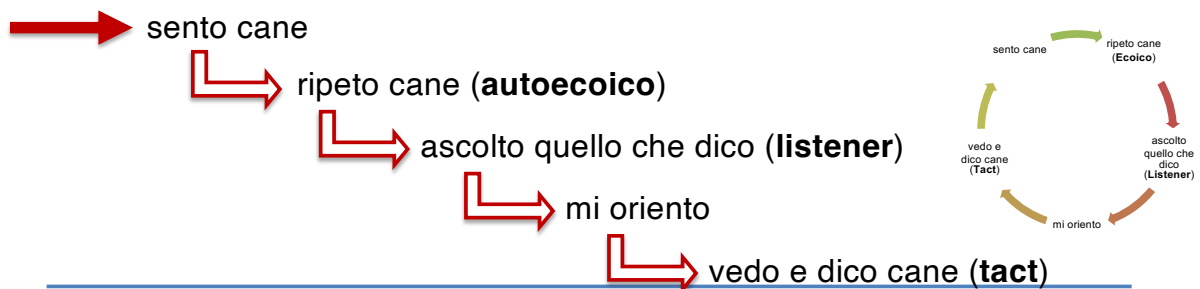 sento cane
ripeto cane (autoecoico)
ascolto quello che dico (listener)
mi oriento
vedo e dico cane (tact)
sento cane
ripeto cane
(Ecoico)
ascolto
quello che
dico
(Listener)
mi oriento
vedo e
dico cane
(Tact)